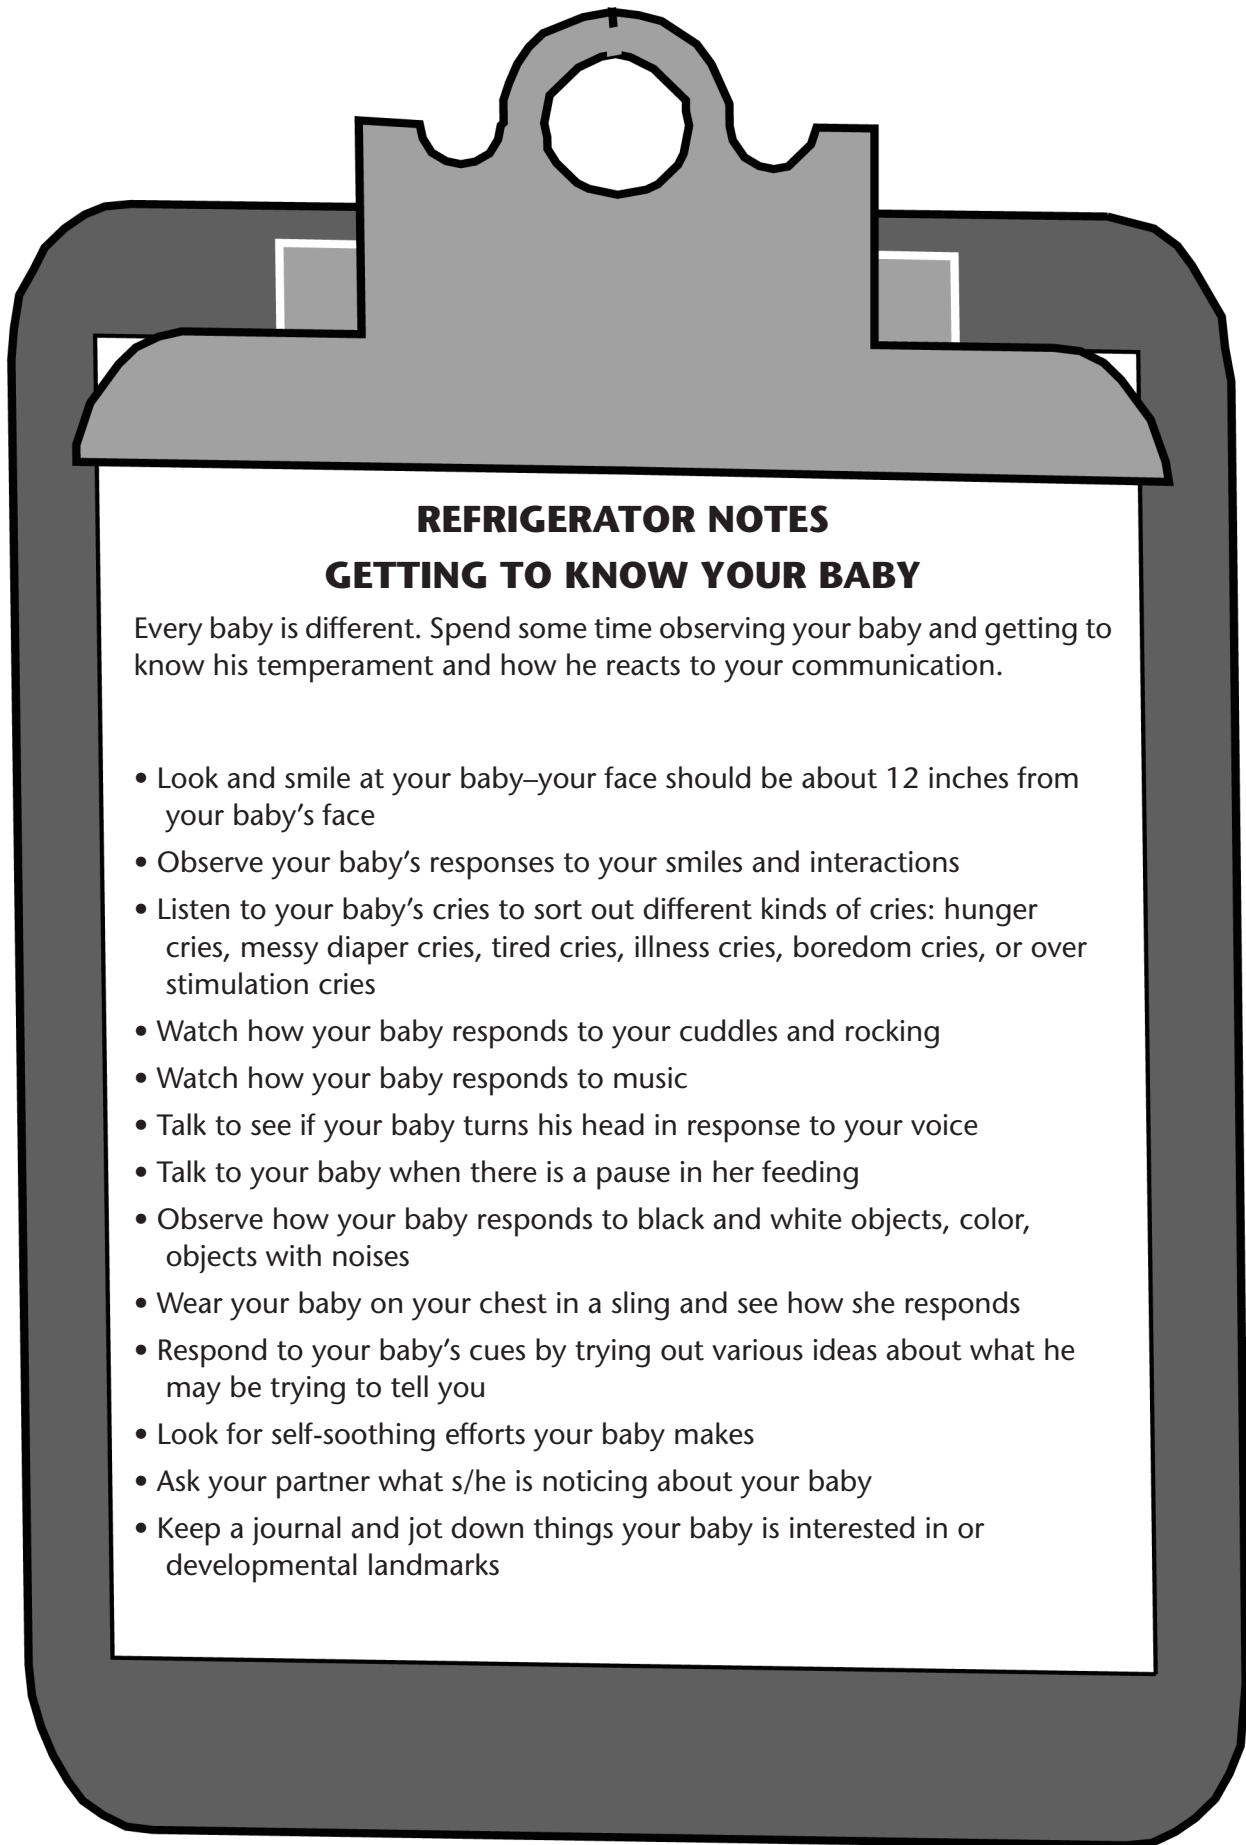 REFRIGERATOR NOTES
GETTING TO KNOW YOUR BABY
Every baby is different. Spend some time observing your baby and getting to
know his temperament and how he reacts to your communication.
• Look and smile at your baby–your face should be about 12 inches from
your baby's face
• Observe your baby's responses to your smiles and interactions
• Listen to your baby's cries to sort out different kinds of cries: hunger
cries, messy diaper cries, tired cries, illness cries, boredom cries, or over
stimulation cries
• Watch how your baby responds to your cuddles and rocking
• Watch how your baby responds to music
• Talk to see if your baby turns his head in response to your voice
• Talk to your baby when there is a pause in her feeding
• Observe how your baby responds to black and white objects, color,
objects with noises
• Wear your baby on your chest in a sling and see how she responds
• Respond to your baby's cues by trying out various ideas about what he
may be trying to tell you
• Look for self-soothing efforts your baby makes
• Ask your partner what s/he is noticing about your baby
• Keep a journal and jot down things your baby is interested in or
developmental landmarks